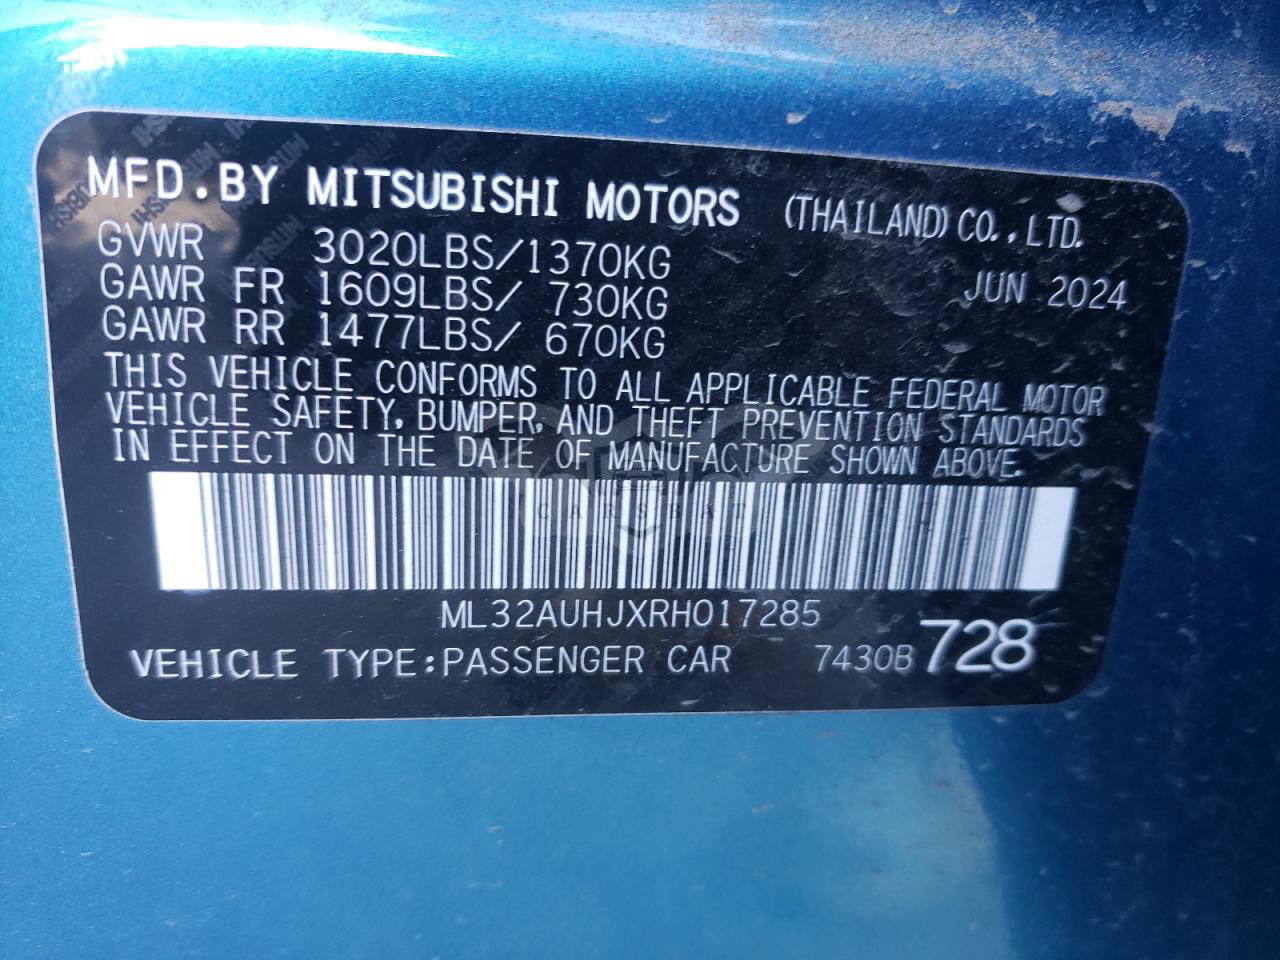 MFD.BY MITSUBISHI MOTORS (THAILAND) CO.,LTD.
GVWR 3020LBS/1370KG JUN 2024
GAWR FR 1609LBS/ 730KG
GAWR RR 1477LBS/ 670KG
THIS VEHICLE CONFORMS TO ALL APPLICABLE FEDERAL MOTOR
VEHICLE SAFETY, BUMPER, AND THEFT PREVENTION STANDARDS
IN EFFECT ON THE DATE OF MANUFACTURE SHOWN ABOVE.
ML32AUHJXRH017285
VEHICLE TYPE:PASSENGER CAR 7430B 728